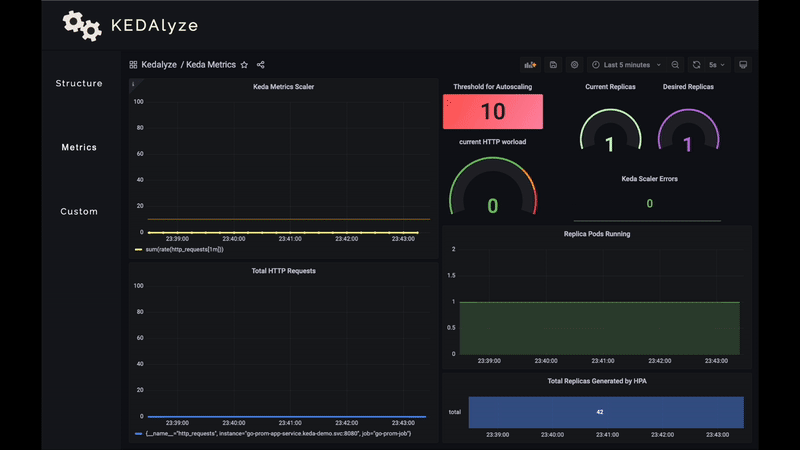 KEDAlyze
Structure
Metrics
Custom
Kedalyze / Keda Metrics
Last 5 minutes
5s
i
Keda Metrics Scaler
100
80
60
40
20
0
23:39:00 23:40:00 23:41:00 23:42:00 23:43:00
sum(rate(http_requests[1m]))
Threshold for Autoscaling
10
current HTTP worload
0
Current Replicas
1
Desired Replicas
1
Keda Scaler Errors
0
Total HTTP Requests
100
80
60
40
20
0
23:39:00 23:40:00 23:41:00 23:42:00 23:43:00
{__name__="http_requests", instance="go-prom-app-service.keda-demo.svc:8080", job="go-prom-job"}
Replica Pods Running
2
1.5
1
0.5
0
23:39:00 23:40:00 23:41:00 23:42:00 23:43:00
Total Replicas Generated by HPA
total
42
23:39:00 23:40:00 23:41:00 23:42:00 23:43:00